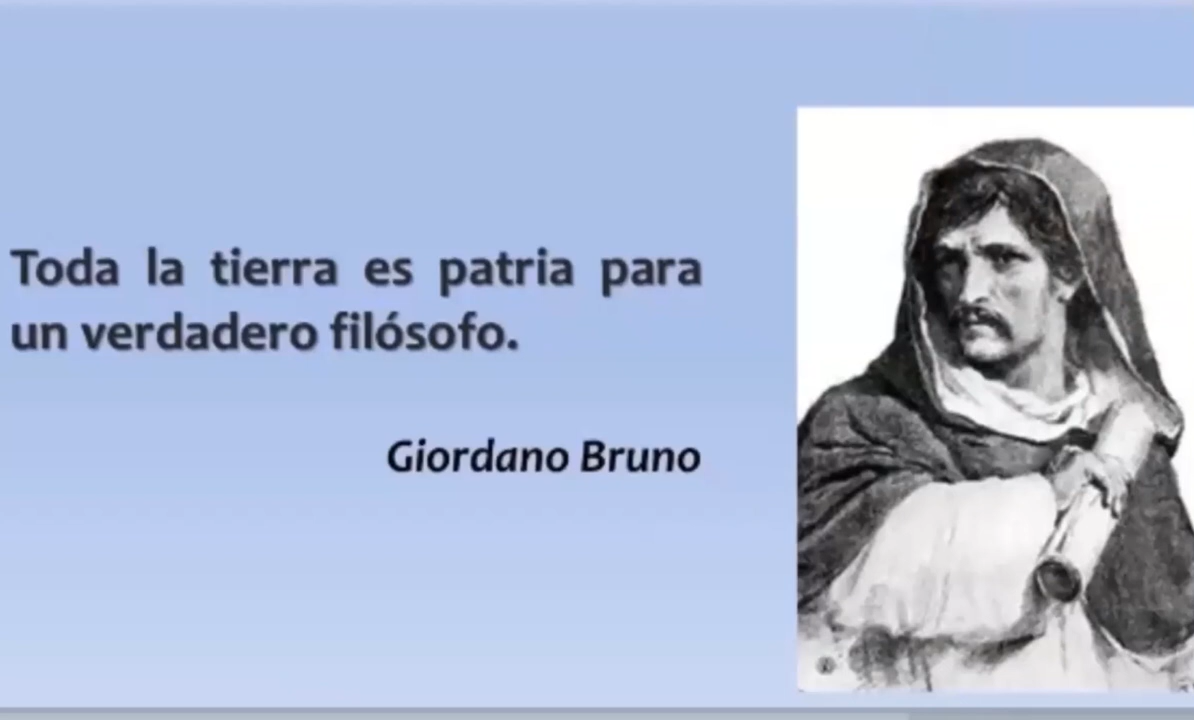 Toda la tierra es patria para
un verdadero filósofo.
Giordano Bruno